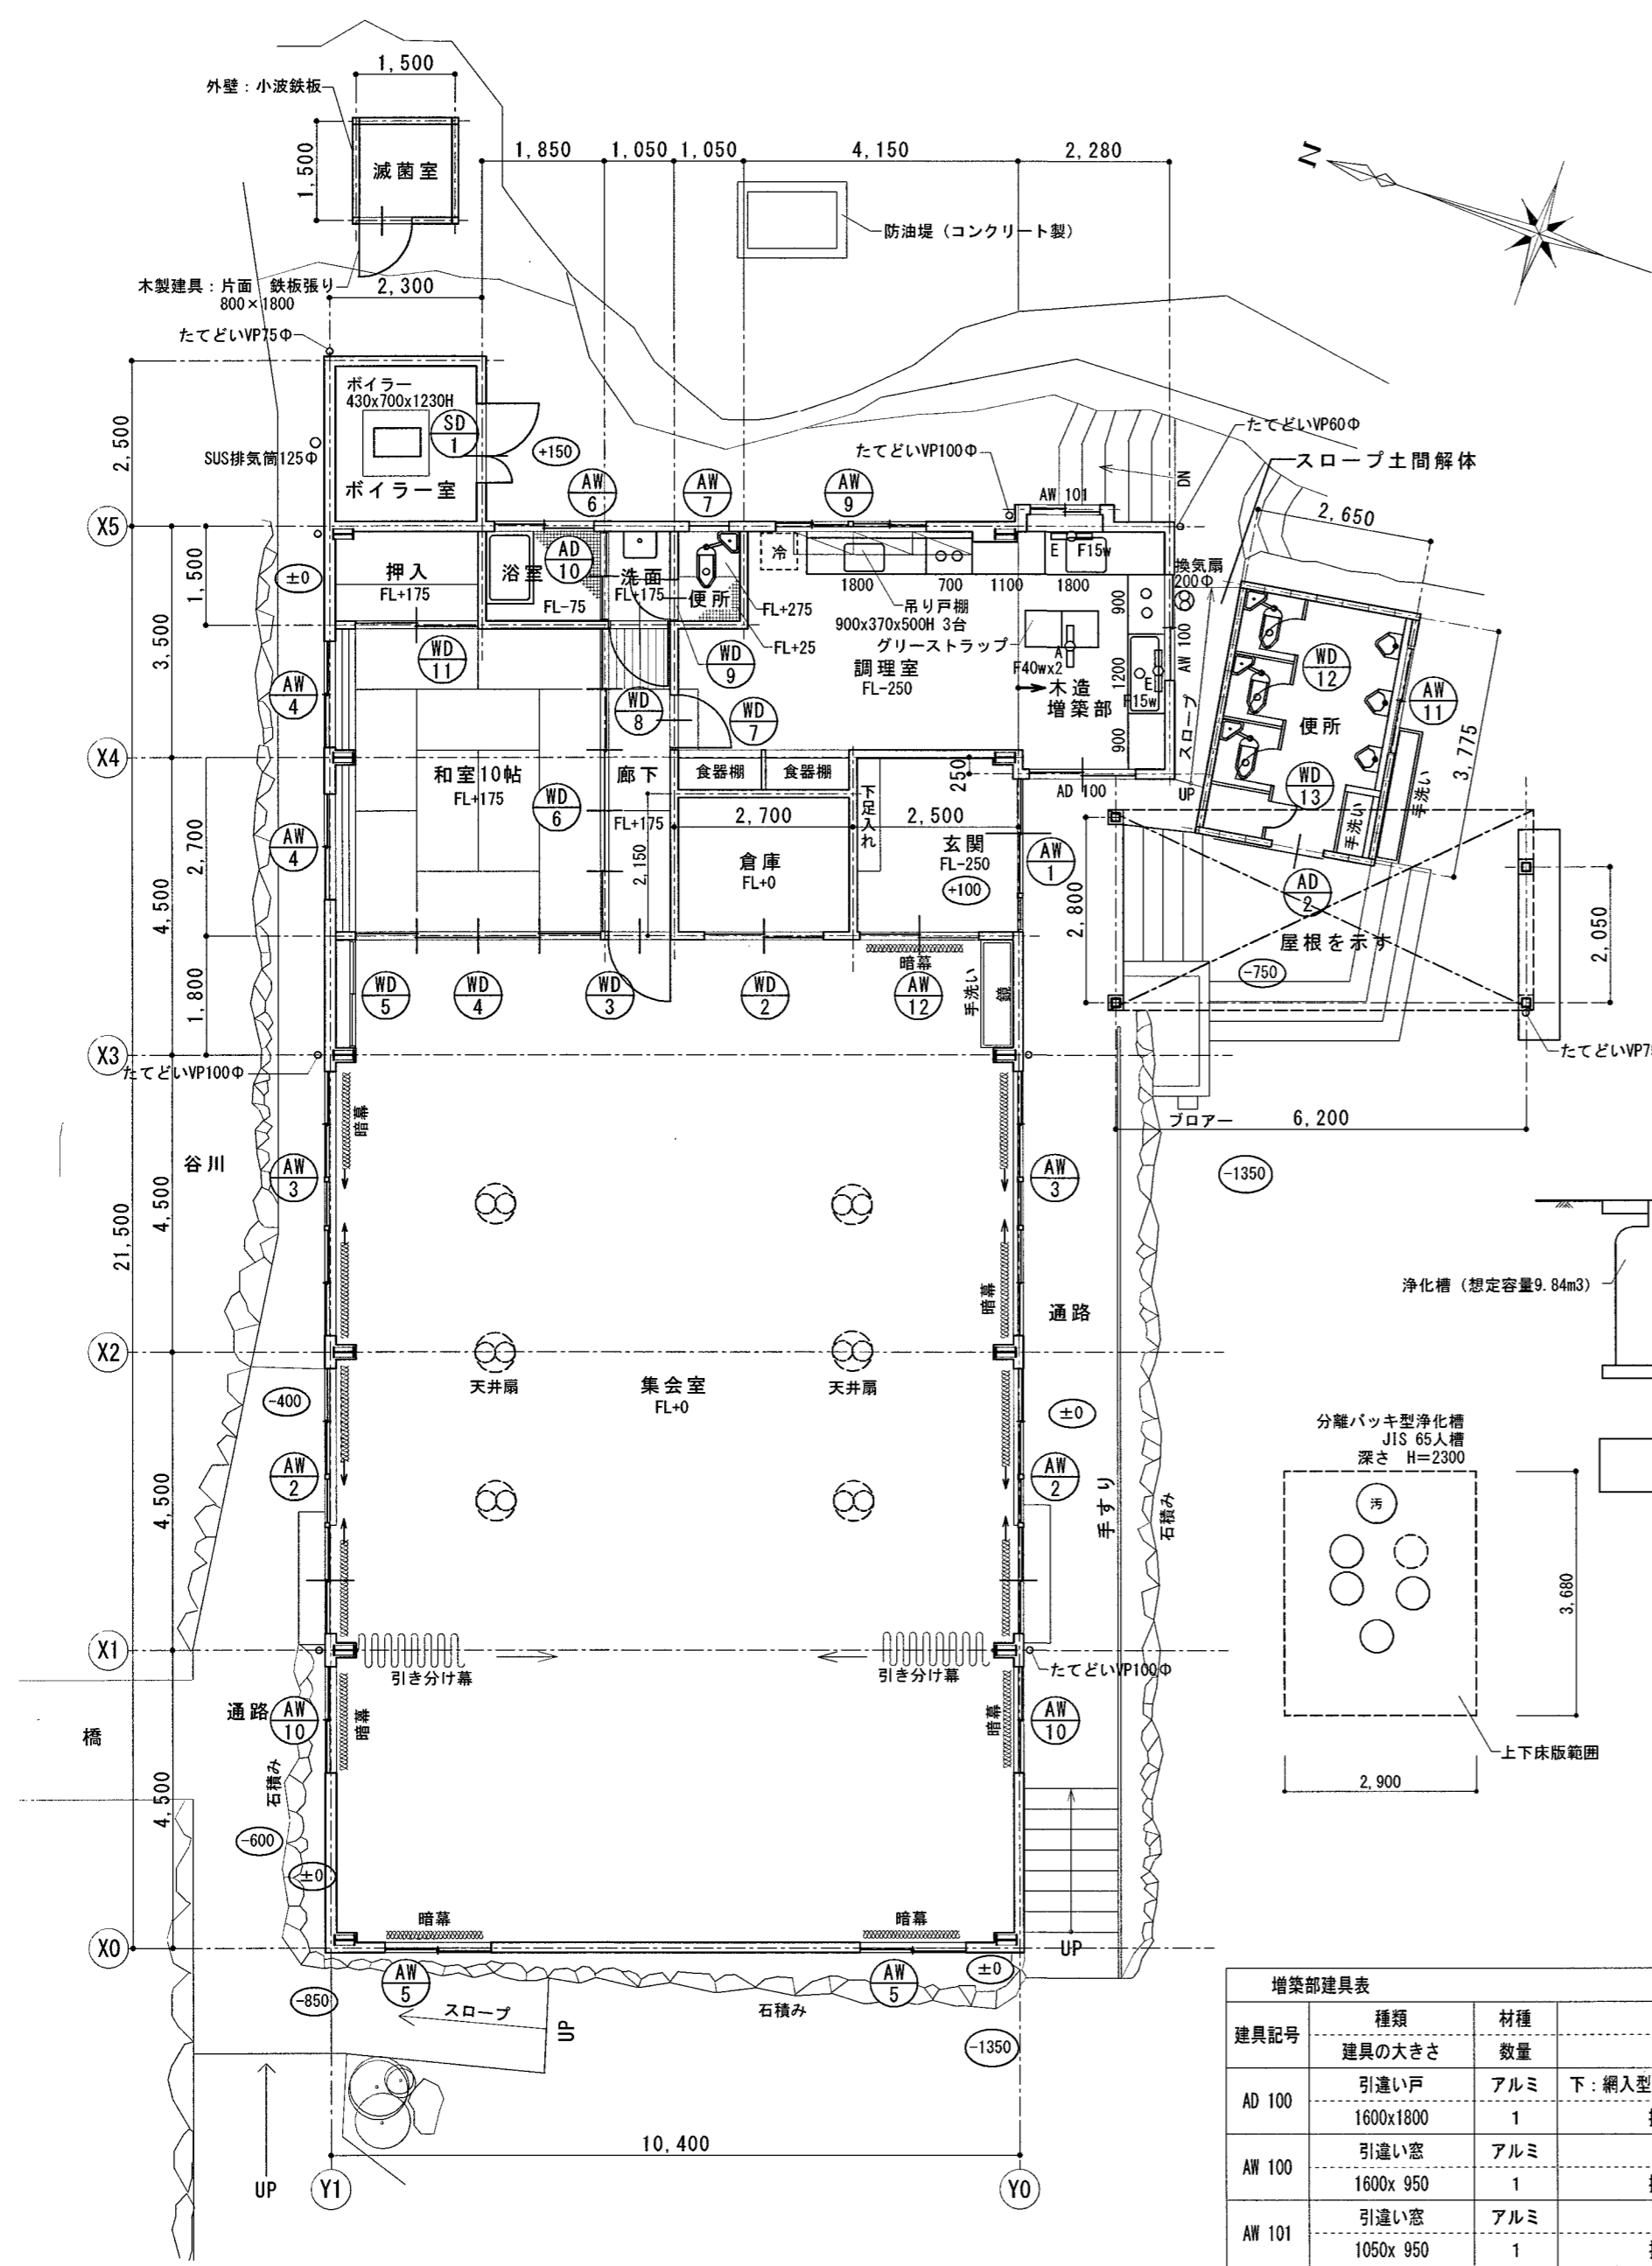 1,500
外壁：小波鉄板
1,500
滅菌室
1,850
1,050
1,050
4,150
2,280
N
防油堤（コンクリート製）
木製建具：片面　鉄板張り
800×1800
2,300
たてどいVP75Φ
ボイラー
430x700x1230H
SD
1
2,500
SUS排気筒125Φ
ボイラー室
+150
たてどいVP100Φ
たてどいVP60Φ
スロープ土間解体
DN
AW
6
AW
7
AW
9
AW 101
2,650
X5
1,500
±0
押入
FL+175
浴室
AD
10
FL-75
洗面
FL+175
便所
FL+275
FL+25
冷
1800
700
1100
1800
E
F15w
換気扇
200Φ
吊り戸棚
900x370x500H 3台
グリーストラップ
900
3,500
WD
11
WD
9
調理室
FL-250
A
F40wx2
1200
E
F15w
AW 100
スロープ
木造
増築部
WD
12
AW
11
便所
AW
4
WD
8
WD
7
900
3,775
X4
和室10帖
FL+175
廊下
食器棚
食器棚
下足入れ
250
AD 100
UP
WD
13
手洗い
手洗い
WD
6
FL+175
2,700
2,500
AW
4
2,700
4,500
2,150
倉庫
FL+0
玄関
FL-250
+100
AW
1
2,800
AD
2
屋根を示す
2,050
-750
1,800
暗幕
WD
5
WD
4
WD
3
WD
2
AW
12
手洗い
鏡
X3
たてどいVP100Φ
たてどいVP7
暗幕
ブロアー
6,200
谷川
AW
3
AW
3
-1350
21,500
4,500
暗幕
通路
浄化槽（想定容量9.84m3）
X2
天井扇
集会室
FL+0
天井扇
-400
±0
分離バッキ型浄化槽
JIS 65人槽
深さ　H=2300
AW
2
AW
2
4,500
手すり
石積み
汚
3,680
X1
引き分け幕
引き分け幕
たてどいVP100Φ
通路
AW
10
暗幕
暗幕
AW
10
橋
上下床版範囲
石積み
4,500
2,900
-600
±0
暗幕
暗幕
X0
UP
AW
5
AW
5
±0
-850
スロープ
UP
石積み
-1350
10,400
UP
Y1
Y0
増築部建具表
建具記号
種類
材種
建具の大きさ
数量
AD 100
引違い戸
アルミ
下：網入型
1600x1800
1
AW 100
引違い窓
アルミ
1600x 950
1
AW 101
引違い窓
アルミ
1050x 950
1